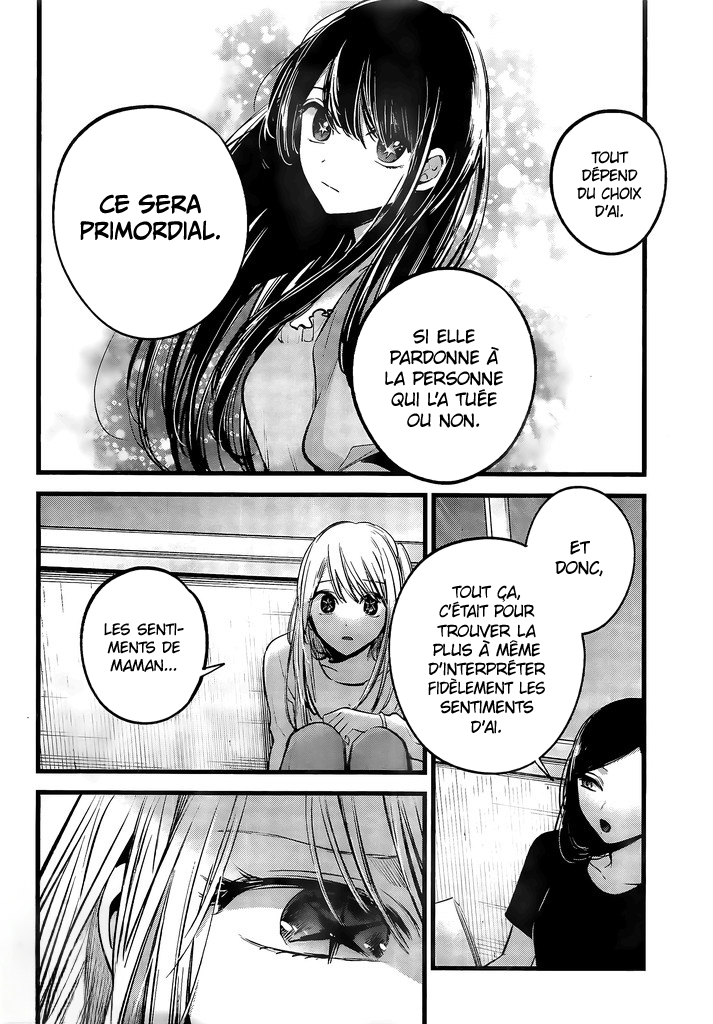 TOUT
DÉPEND
DU CHOIX
D'AI.
SI ELLE
PARDONNE À
LA PERSONNE
QUI L'A TUÉE
OU NON.
CE SERA
PRIMORDIAL.
ET
DONC,
TOUT ÇA,
C'ÉTAIT POUR
TROUVER LA
PLUS À MÊME
D'INTERPRÉTER
FIDÈLEMENT LES
SENTIMENTS
D'AI.
LES SENTI-
MENTS DE
MAMAN...